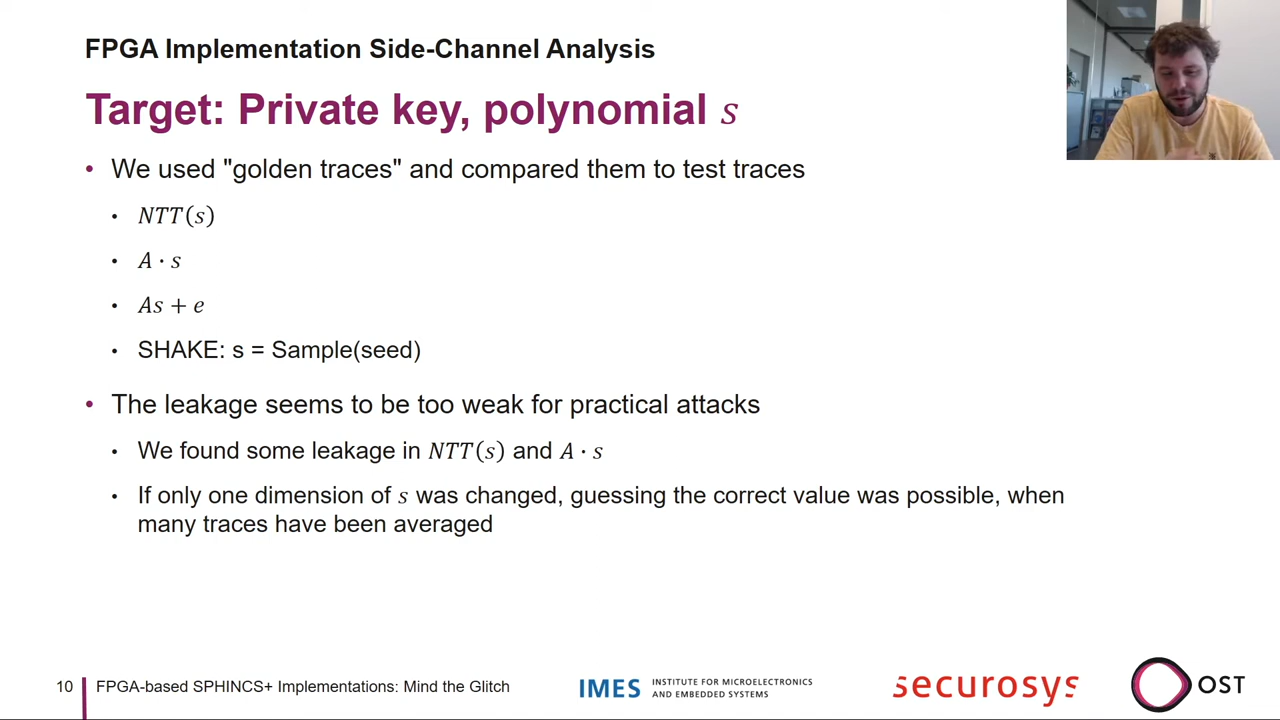 FPGA Implementation Side-Channel Analysis
Target: Private key, polynomial s
• We used "golden traces" and compared them to test traces
• NTT(s)
• A · s
• As + e
• SHAKE: s = Sample(seed)
• The leakage seems to be too weak for practical attacks
• We found some leakage in NTT(s) and A · s
• If only one dimension of s was changed, guessing the correct value was possible, when
many traces have been averaged
10 FPGA-based SPHINCS+ Implementations: Mind the Glitch
IMES INSTITUTE FOR MICROELECTRONICS
AND EMBEDDED SYSTEMS
securosys
OST